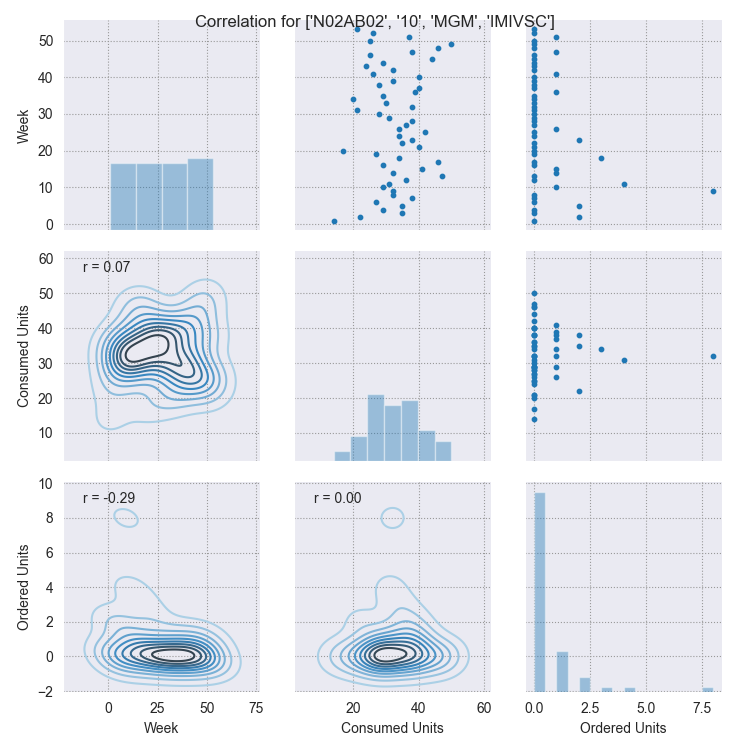 Correlation for ['N02AB02', '10', 'MGM', 'IMIVSC']
50
40
30
20
10
0
Week
60
50
40
30
20
10
Consumed Units
r = 0.07
10
8
6
4
2
0
−2
Ordered Units
r = -0.29
r = 0.00
0 25 50 75
Week
20 40 60
Consumed Units
0.0 2.5 5.0 7.5
Ordered Units